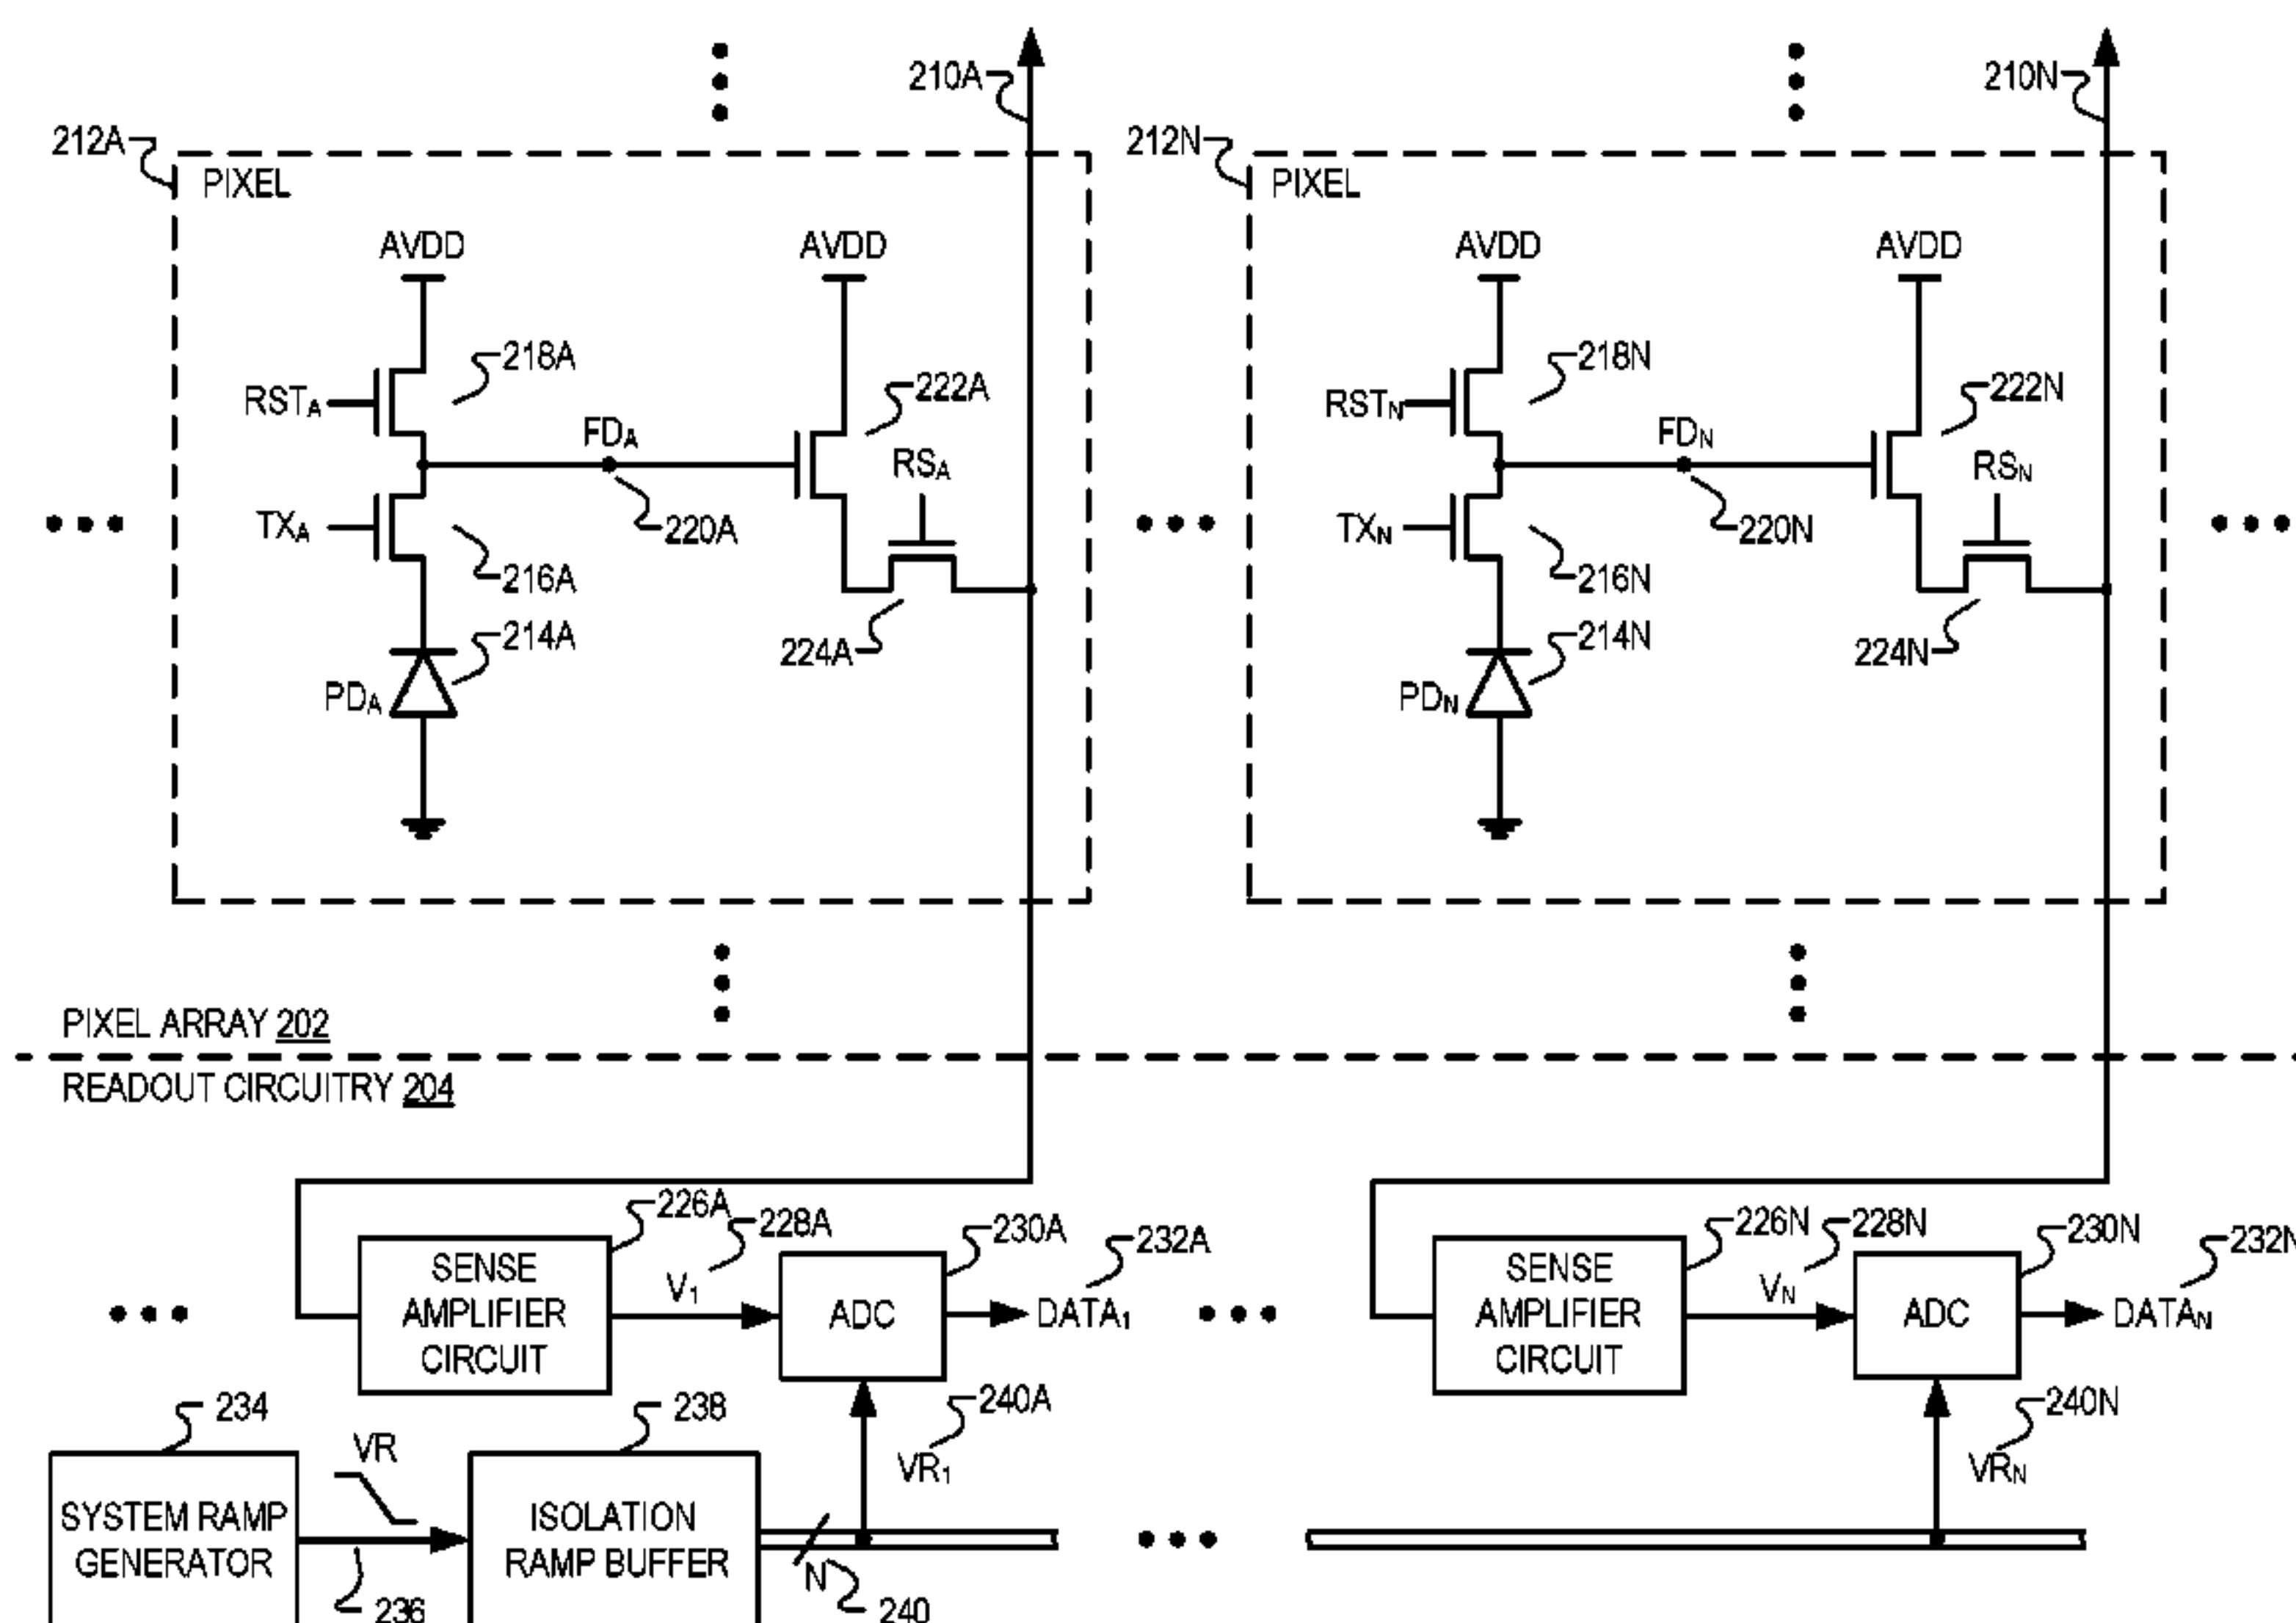 210A
210N
212A
212N
PIXEL
PIXEL
AVDD
AVDD
AVDD
AVDD
218A
218N
RSTA
222A
RSTN
222N
FDA
FDN
RSA
RSN
TXA
220A
TXN
220N
216A
216N
214A
224A
214N
224N
PDA
PDN
PIXEL ARRAY 202
READOUT CIRCUITRY 204
226A
228A
230A
232A
226N
228N
230N
232N
SENSE
AMPLIFIER
CIRCUIT
V1
ADC
DATA1
SENSE
AMPLIFIER
CIRCUIT
VN
ADC
DATAN
234
238
240A
240N
VR
VR1
VRN
SYSTEM RAMP
GENERATOR
ISOLATION
RAMP BUFFER
N
236
240